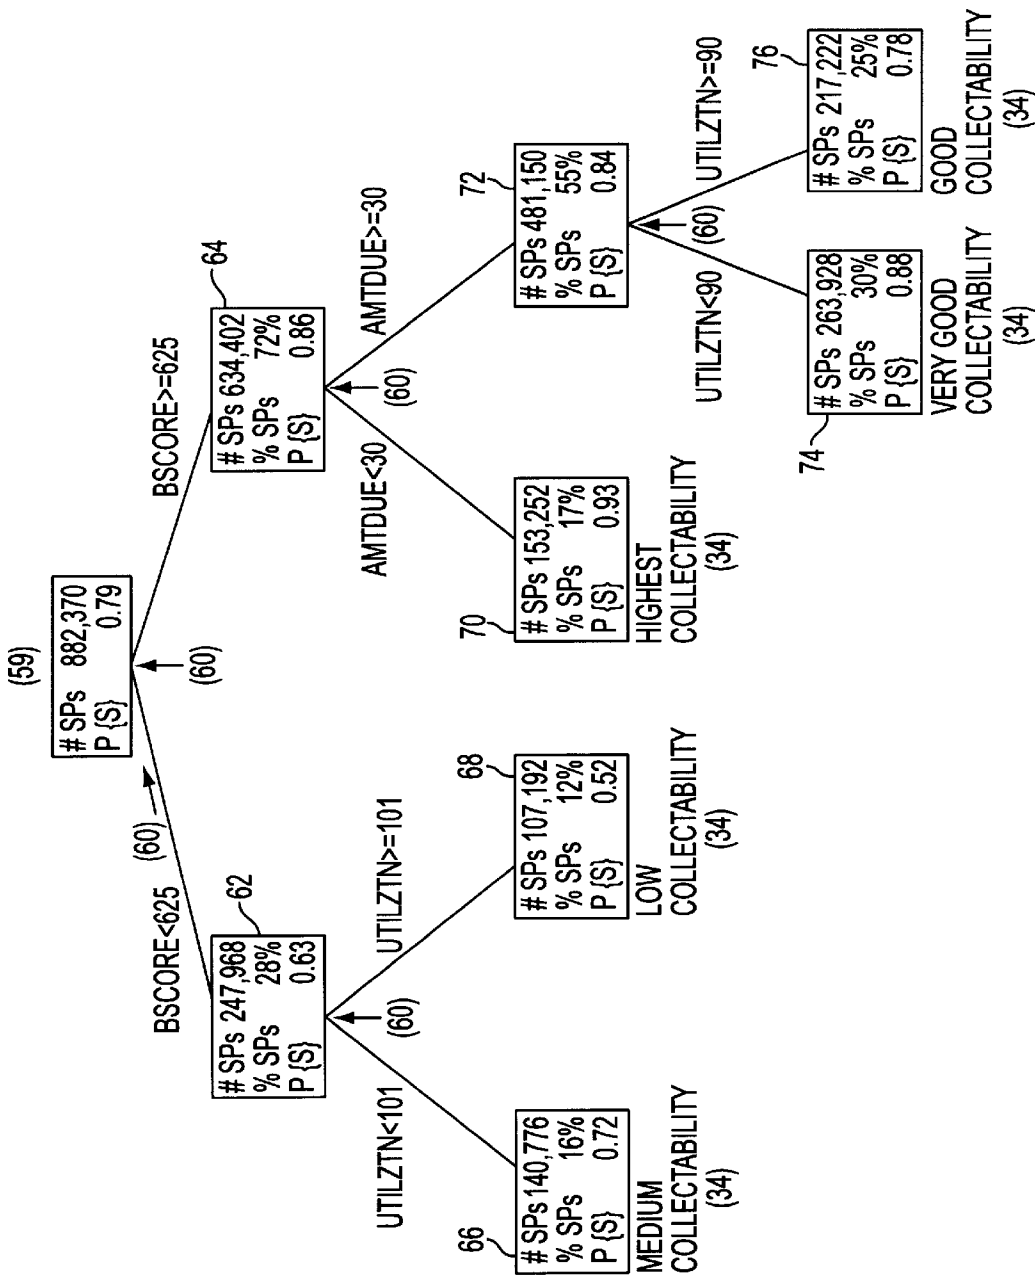 (59)
# SPs 882,370
P {S} 0.79
(60)
(60)
BSCORE<625
BSCORE>=625
62
# SPs 247,968
% SPs 28%
P {S} 0.63
64
# SPs 634,402
% SPs 72%
P {S} 0.86
(60)
UTILZTN<101
UTILZTN>=101
(60)
AMTDUE<30
AMTDUE>=30
66
# SPs 140,776
% SPs 16%
P {S} 0.72
MEDIUM
COLLECTABILITY
(34)
68
# SPs 107,192
% SPs 12%
P {S} 0.52
LOW
COLLECTABILITY
(34)
70
# SPs 153,252
% SPs 17%
P {S} 0.93
HIGHEST
COLLECTABILITY
(34)
72
# SPs 481,150
% SPs 55%
P {S} 0.84
(60)
UTILZTN<90
UTILZTN>=90
74
# SPs 263,928
% SPs 30%
P {S} 0.88
VERY GOOD
COLLECTABILITY
(34)
76
# SPs 217,222
% SPs 25%
P {S} 0.78
GOOD
COLLECTABILITY
(34)